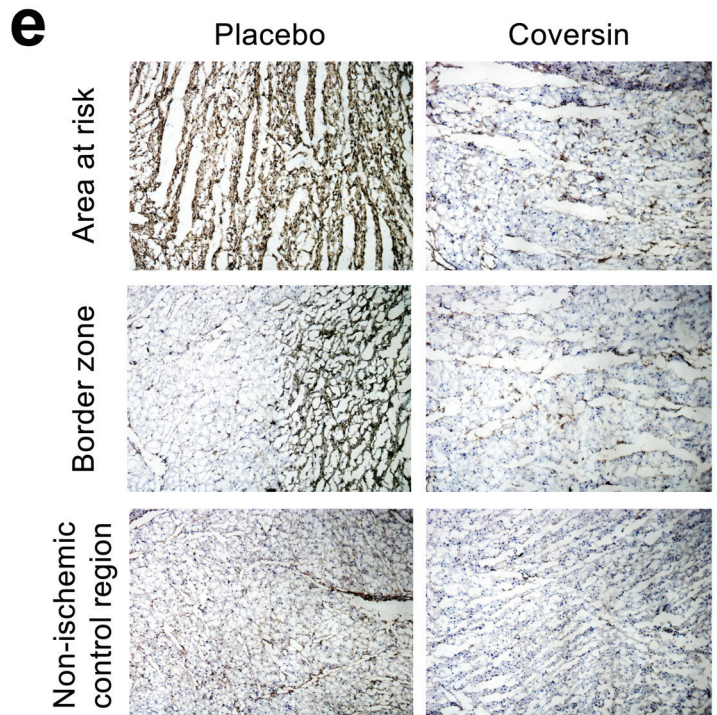 e
Placebo
Coversin
Area at risk
Border zone
Non-ischemic
control region